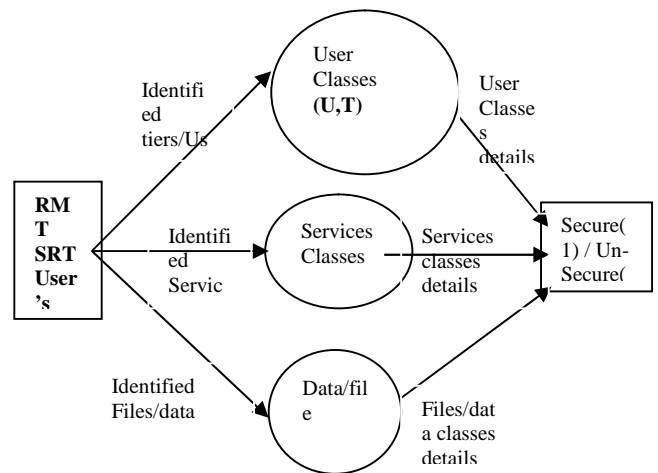 User
Classes
(U,T)
Identifi
ed
tiers/Us
User
Classe
s
details
RM
T
SRT
User
's
Identifi
ed
Servic
Services
Classes
Services
classes
details
Secure(
1) / Un-
Secure(
Identified
Files/data
Data/fil
e
Files/dat
a classes
details